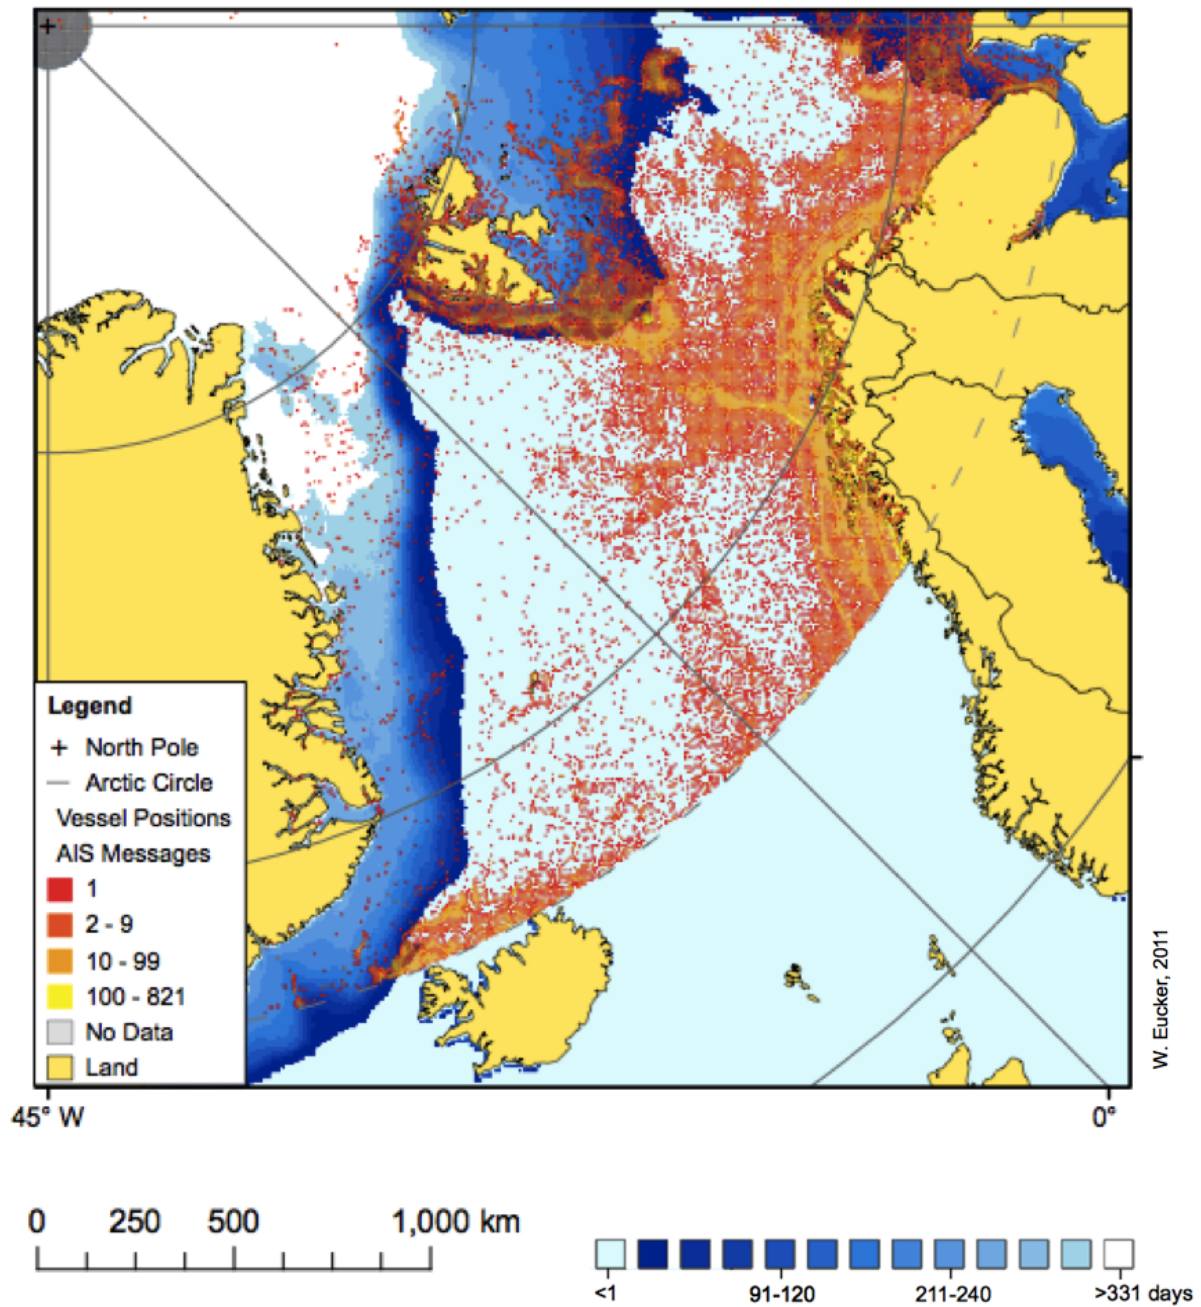 Legend
+ North Pole
— Arctic Circle
Vessel Positions
AIS Messages
1
2 - 9
10 - 99
100 - 821
No Data
Land
W. Eucker, 2011
45° W
0°
0 250 500 1,000 km
<1 91-120 211-240 >331 days